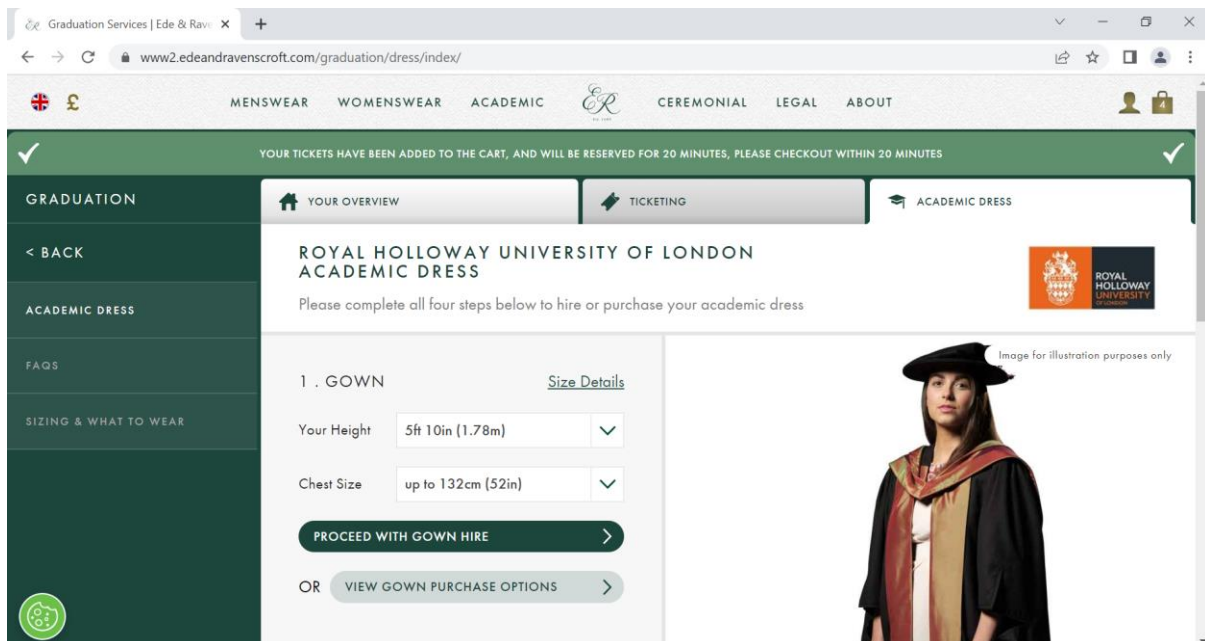 Graduation Services | Ede & Rave
www2.edeandravenscroft.com/graduation/dress/index/
£ MENSWEAR WOMENSWEAR ACADEMIC ER CEREMONIAL LEGAL ABOUT 4
YOUR TICKETS HAVE BEEN ADDED TO THE CART, AND WILL BE RESERVED FOR 20 MINUTES, PLEASE CHECKOUT WITHIN 20 MINUTES
GRADUATION
YOUR OVERVIEW
TICKETING
ACADEMIC DRESS
< BACK
ACADEMIC DRESS
FAQS
SIZING & WHAT TO WEAR
ROYAL HOLLOWAY UNIVERSITY OF LONDON
ACADEMIC DRESS
Please complete all four steps below to hire or purchase your academic dress
ROYAL
HOLLOWAY
UNIVERSITY
OF LONDON
1 . GOWN
Size Details
Your Height 5ft 10in (1.78m)
Chest Size up to 132cm (52in)
PROCEED WITH GOWN HIRE
OR VIEW GOWN PURCHASE OPTIONS
Image for illustration purposes only